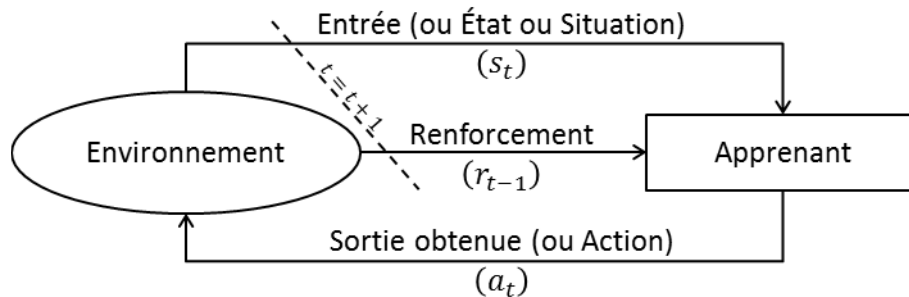 Entrée (ou État ou Situation)
(s_t)
t = t+1
Renforcement
(r_{t−1})
Environnement
Apprenant
Sortie obtenue (ou Action)
(a_t)